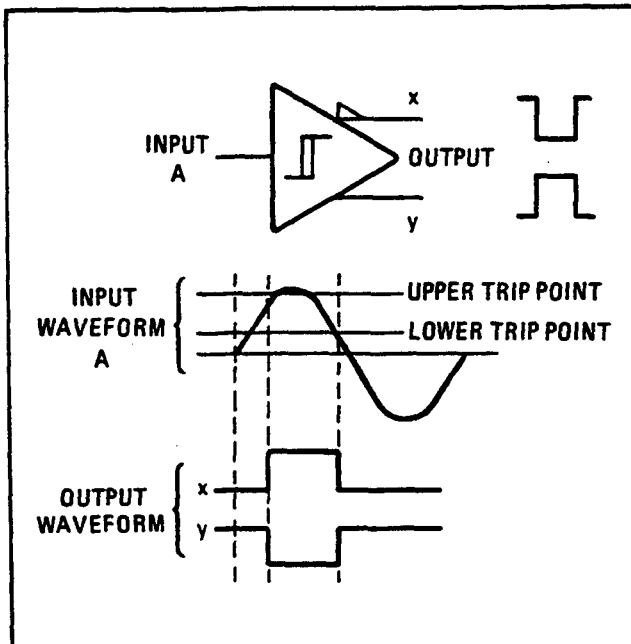 x
INPUT
A
OUTPUT
y
INPUT
WAVEFORM
A
UPPER TRIP POINT
LOWER TRIP POINT
OUTPUT
WAVEFORM
x
y